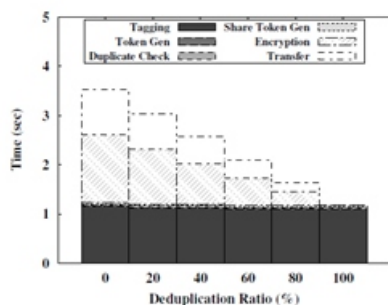 5
Tagging Share Token Gen
Token Gen Encryption
Duplicate Check Transfer
4
3
2
1
0
Time (sec)
0 20 40 60 80 100
Deduplication Ratio (%)